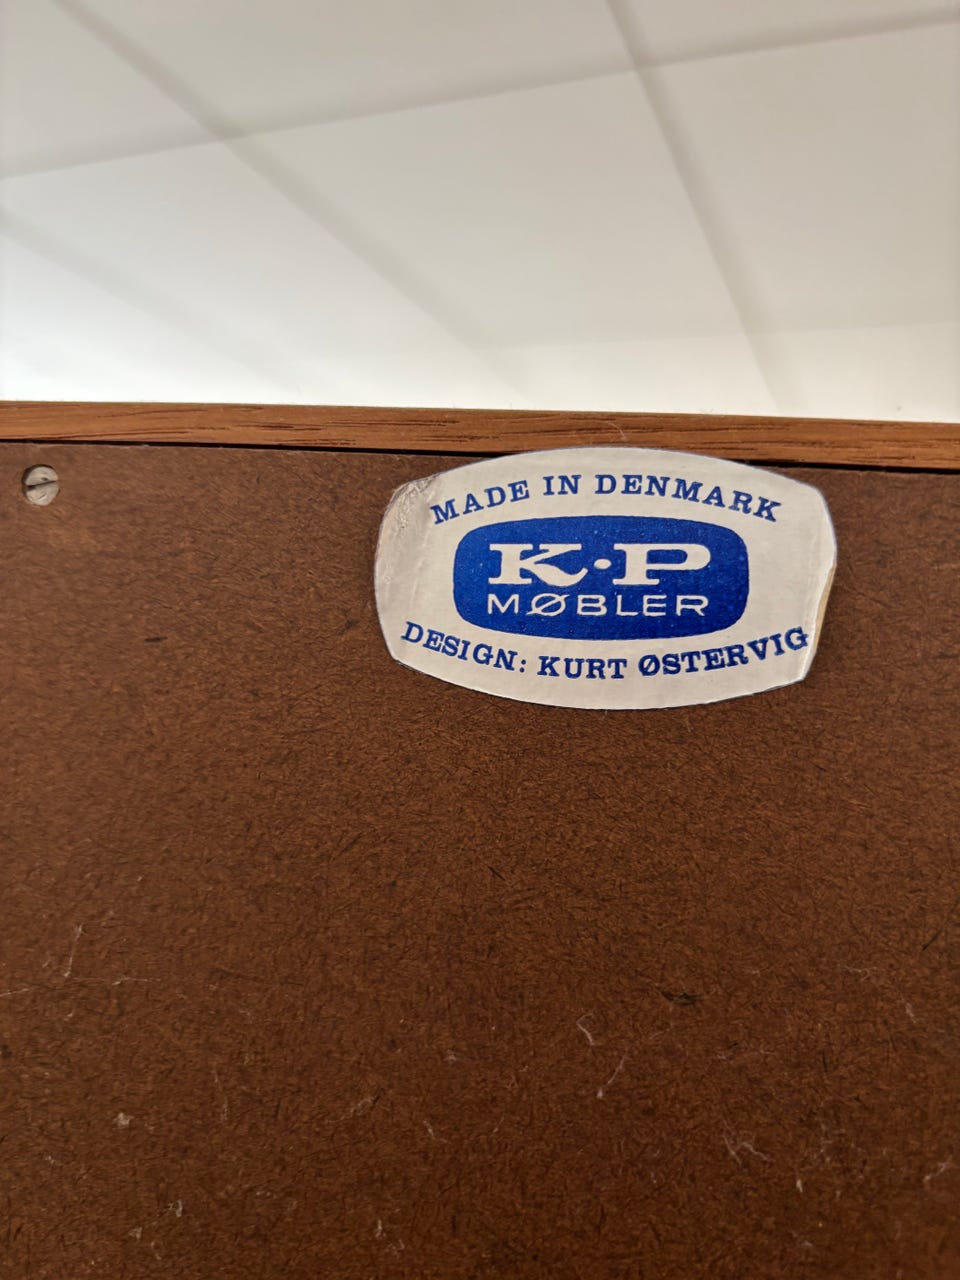 MADE IN DENMARK
K·P
MØBLER
DESIGN: KURT ØSTERVIG